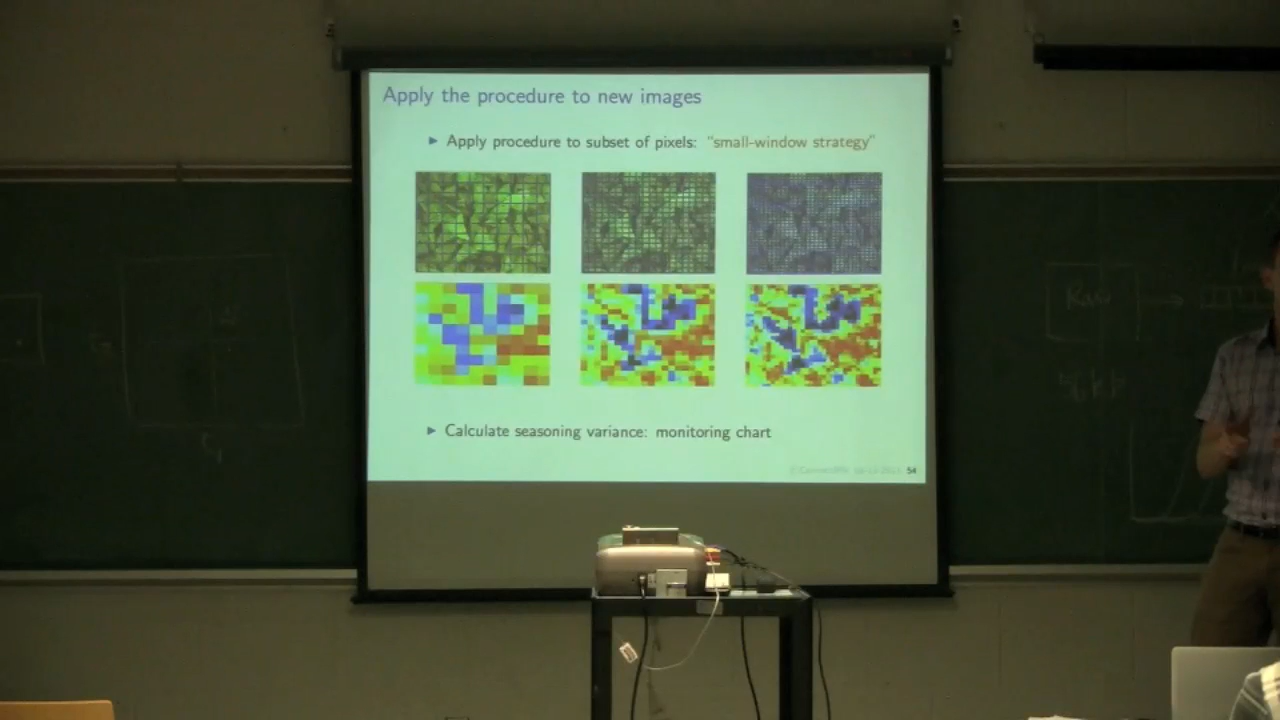 Apply the procedure to new images
Apply procedure to subset of pixels: "small-window strategy"
Calculate seasoning variance: monitoring chart
54